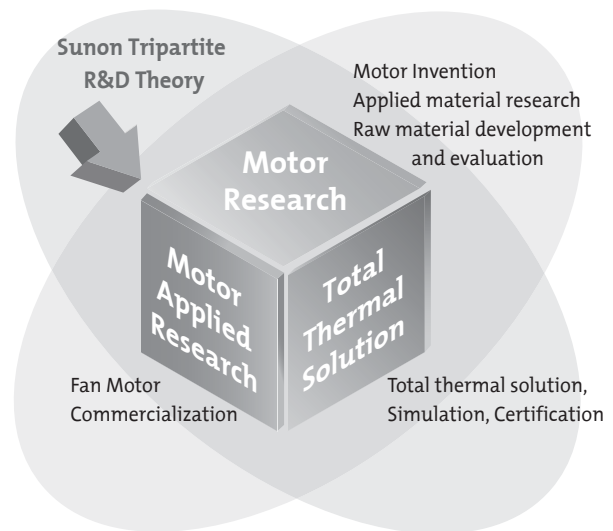 Sunon Tripartite
R&D Theory
Motor Invention
Applied material research
Raw material development
and evaluation
Motor
Research
Motor
Applied
Research
Total
Thermal
Solution
Fan Motor
Commercialization
Total thermal solution,
Simulation, Certification